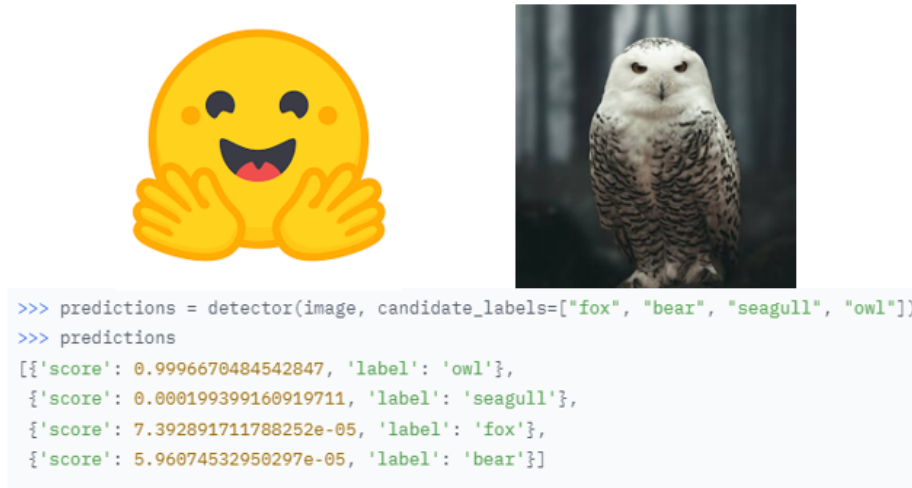 >>> predictions = detector(image, candidate_labels=["fox", "bear", "seagull", "owl"])
>>> predictions
[{'score': 0.9996670484542847, 'label': 'owl'},
{'score': 0.000199399160919711, 'label': 'seagull'},
{'score': 7.392891711788252e-05, 'label': 'fox'},
{'score': 5.96074532950297e-05, 'label': 'bear'}]